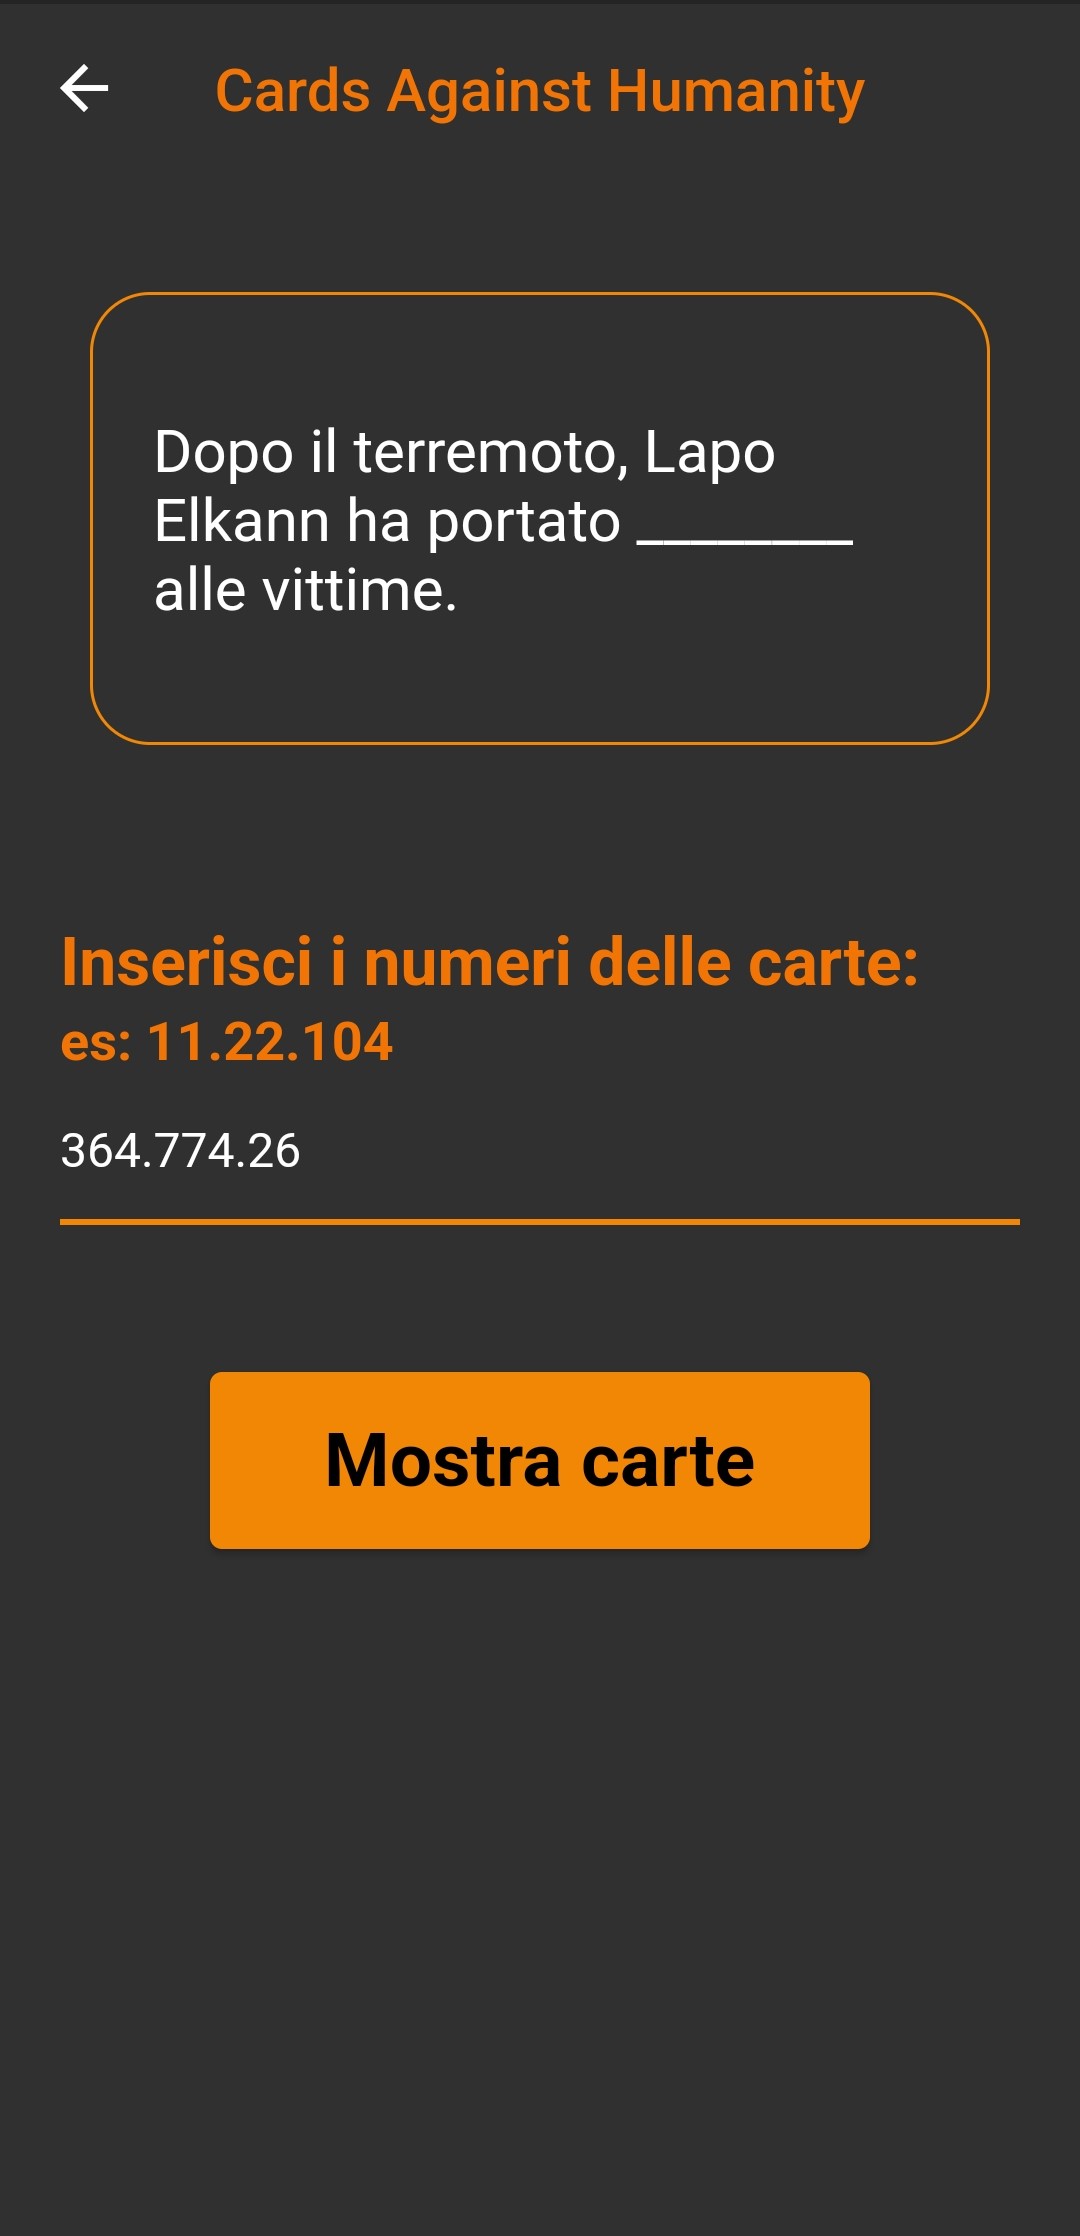 Cards Against Humanity
Dopo il terremoto, Lapo
Elkann ha portato ________
alle vittime.
Inserisci i numeri delle carte:
es: 11.22.104
364.774.26
Mostra carte